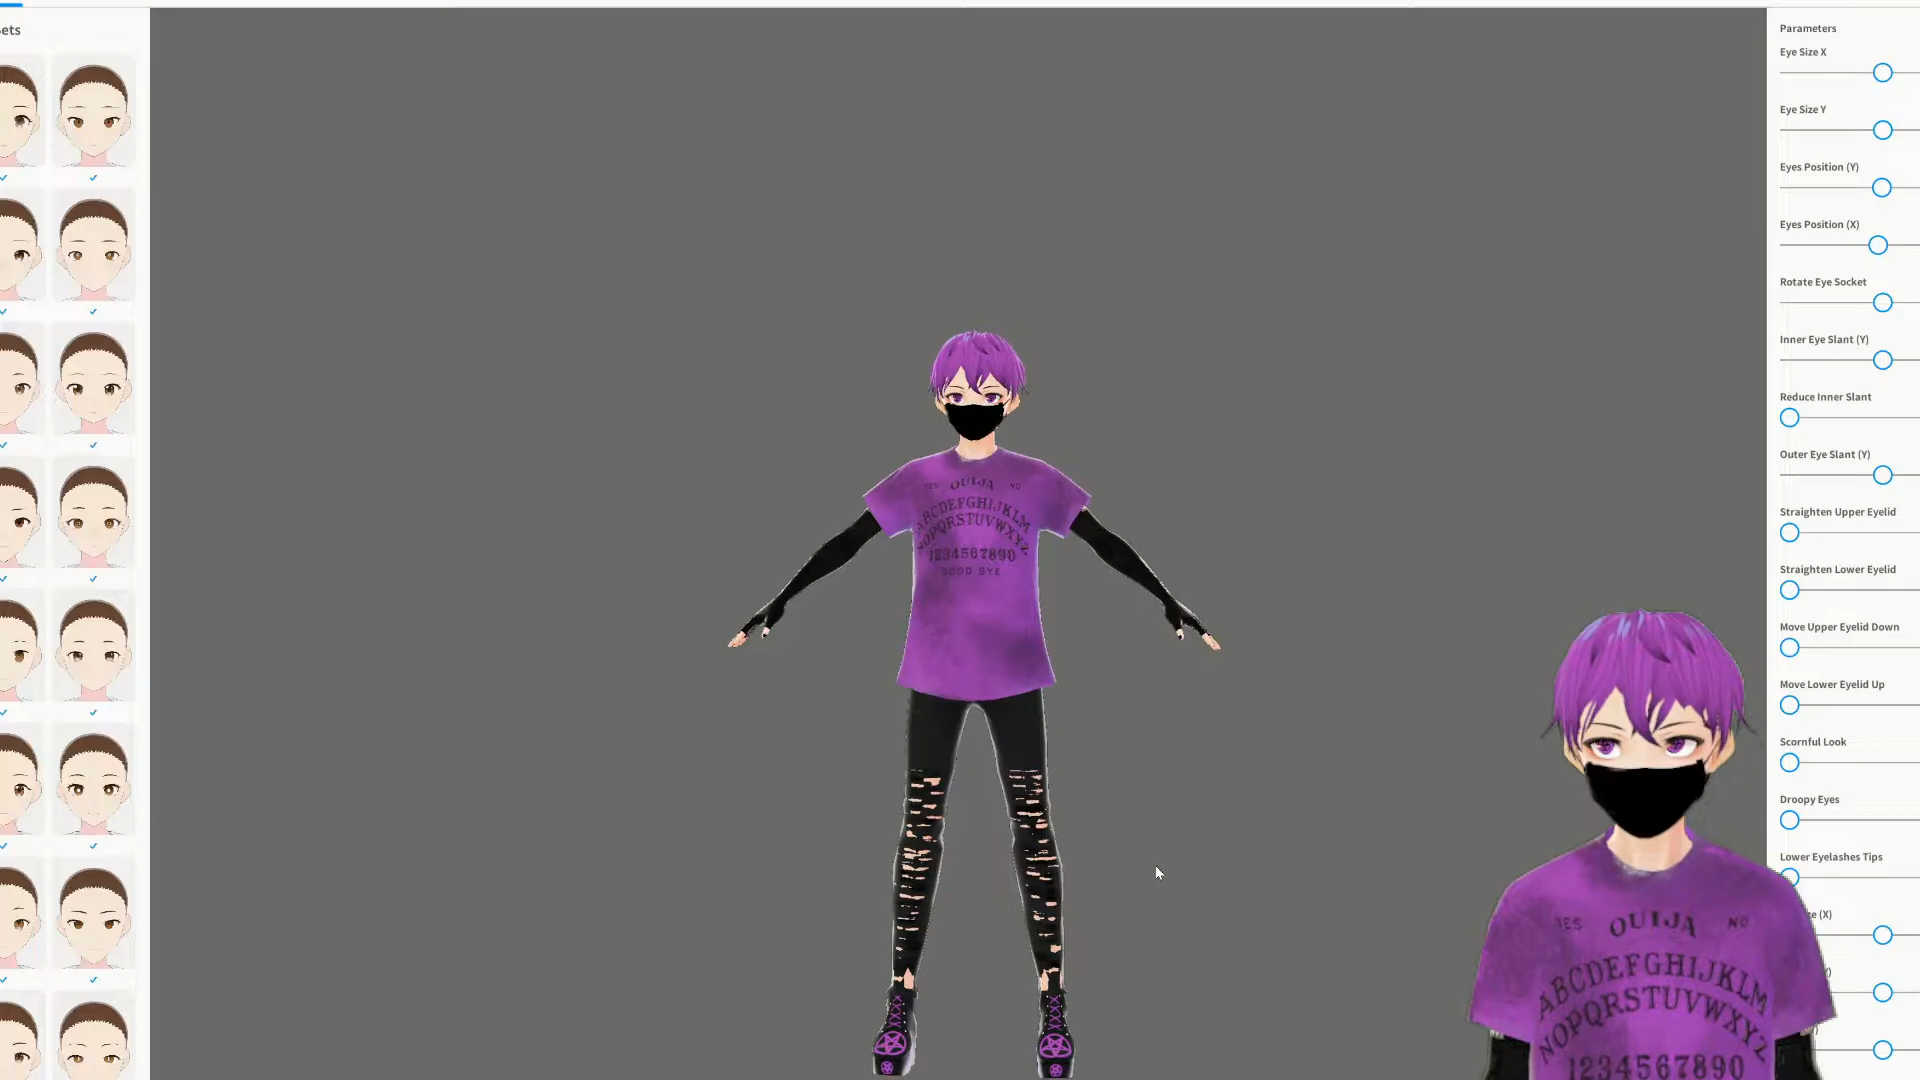 ets
Parameters
Eye Size X
Eye Size Y
Eyes Position (Y)
Eyes Position (X)
Rotate Eye Socket
Inner Eye Slant (Y)
Reduce Inner Slant
Outer Eye Slant (Y)
Straighten Upper Eyelid
Straighten Lower Eyelid
Move Upper Eyelid Down
Move Lower Eyelid Up
Scornful Look
Droopy Eyes
Lower Eyelashes Tips
ze (X)
YES OUIJA NO
ABCDEFGHIJKLM
NOPQRSTUVWXYZ
1234567890
GOOD BYE
YES OUIJA NO
ABCDEFGHIJKLM
NOPQRSTUVWXYZ
1234567890